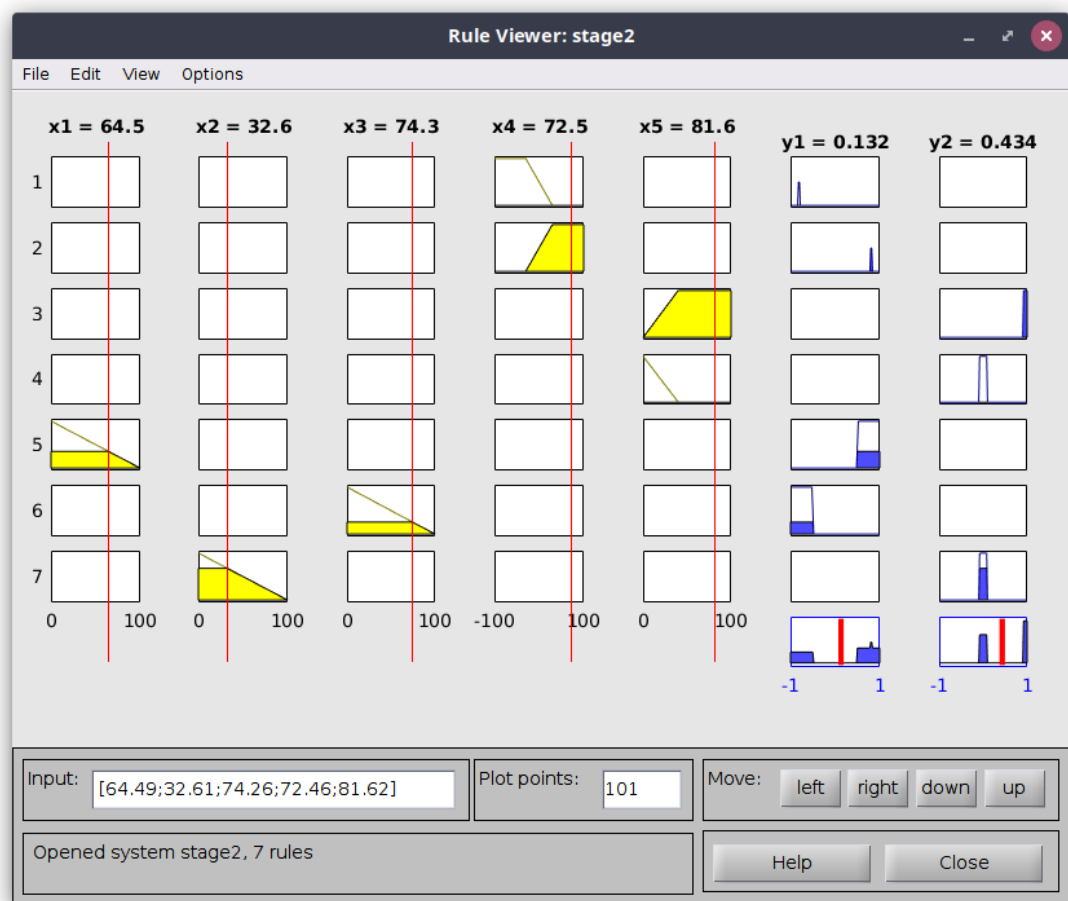 Rule Viewer: stage2
File Edit View Options
x1 = 64.5 x2 = 32.6 x3 = 74.3 x4 = 72.5 x5 = 81.6
y1 = 0.132 y2 = 0.434
1
2
3
4
5
6
7
0 100 0 100 0 100 -100 100 0 100
-1 1 -1 1
Input: [64.49;32.61;74.26;72.46;81.62] Plot points: 101 Move: left right down up
Opened system stage2, 7 rules
Help Close